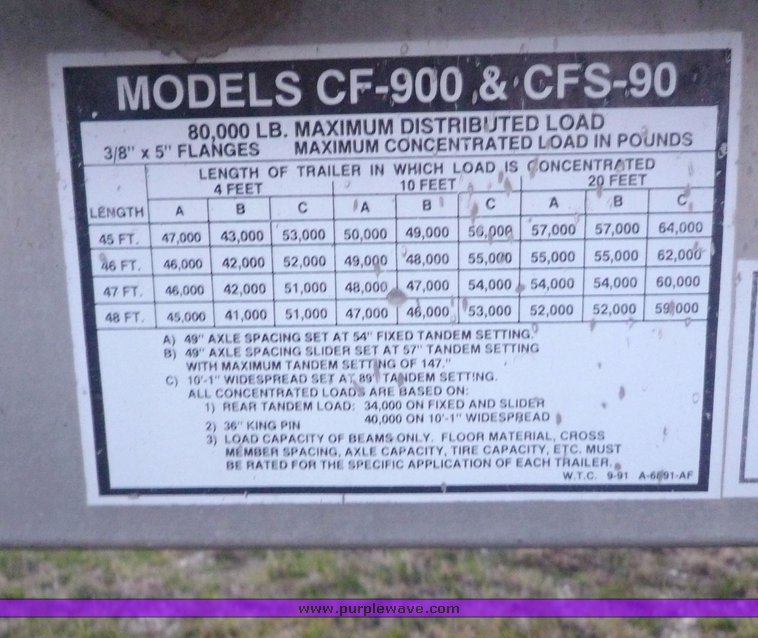 MODELS CF-900 & CFS-90
80,000 LB. MAXIMUM DISTRIBUTED LOAD
3/8" x 5" FLANGES MAXIMUM CONCENTRATED LOAD IN POUNDS
LENGTH OF TRAILER IN WHICH LOAD IS CONCENTRATED
4 FEET 10 FEET 20 FEET
LENGTH A B C A B C A B C
45 FT. 47,000 43,000 53,000 50,000 49,000 56,000 57,000 57,000 64,000
46 FT. 46,000 42,000 52,000 49,000 48,000 55,000 55,000 55,000 62,000
47 FT. 46,000 42,000 51,000 48,000 47,000 54,000 54,000 54,000 60,000
48 FT. 45,000 41,000 51,000 47,000 46,000 53,000 52,000 52,000 59,000
A) 49" AXLE SPACING SET AT 54" FIXED TANDEM SETTING.
B) 49" AXLE SPACING SLIDER SET AT 57" TANDEM SETTING
WITH MAXIMUM TANDEM SETTING OF 147."
C) 10'-1" WIDESPREAD SET AT 89" TANDEM SETTING.
ALL CONCENTRATED LOADS ARE BASED ON:
1) REAR TANDEM LOAD: 34,000 ON FIXED AND SLIDER
40,000 ON 10'-1" WIDESPREAD
2) 36" KING PIN
3) LOAD CAPACITY OF BEAMS ONLY. FLOOR MATERIAL, CROSS
MEMBER SPACING, AXLE CAPACITY, TIRE CAPACITY, ETC. MUST
BE RATED FOR THE SPECIFIC APPLICATION OF EACH TRAILER.
W.T.C. 9-91
www.purplewave.com